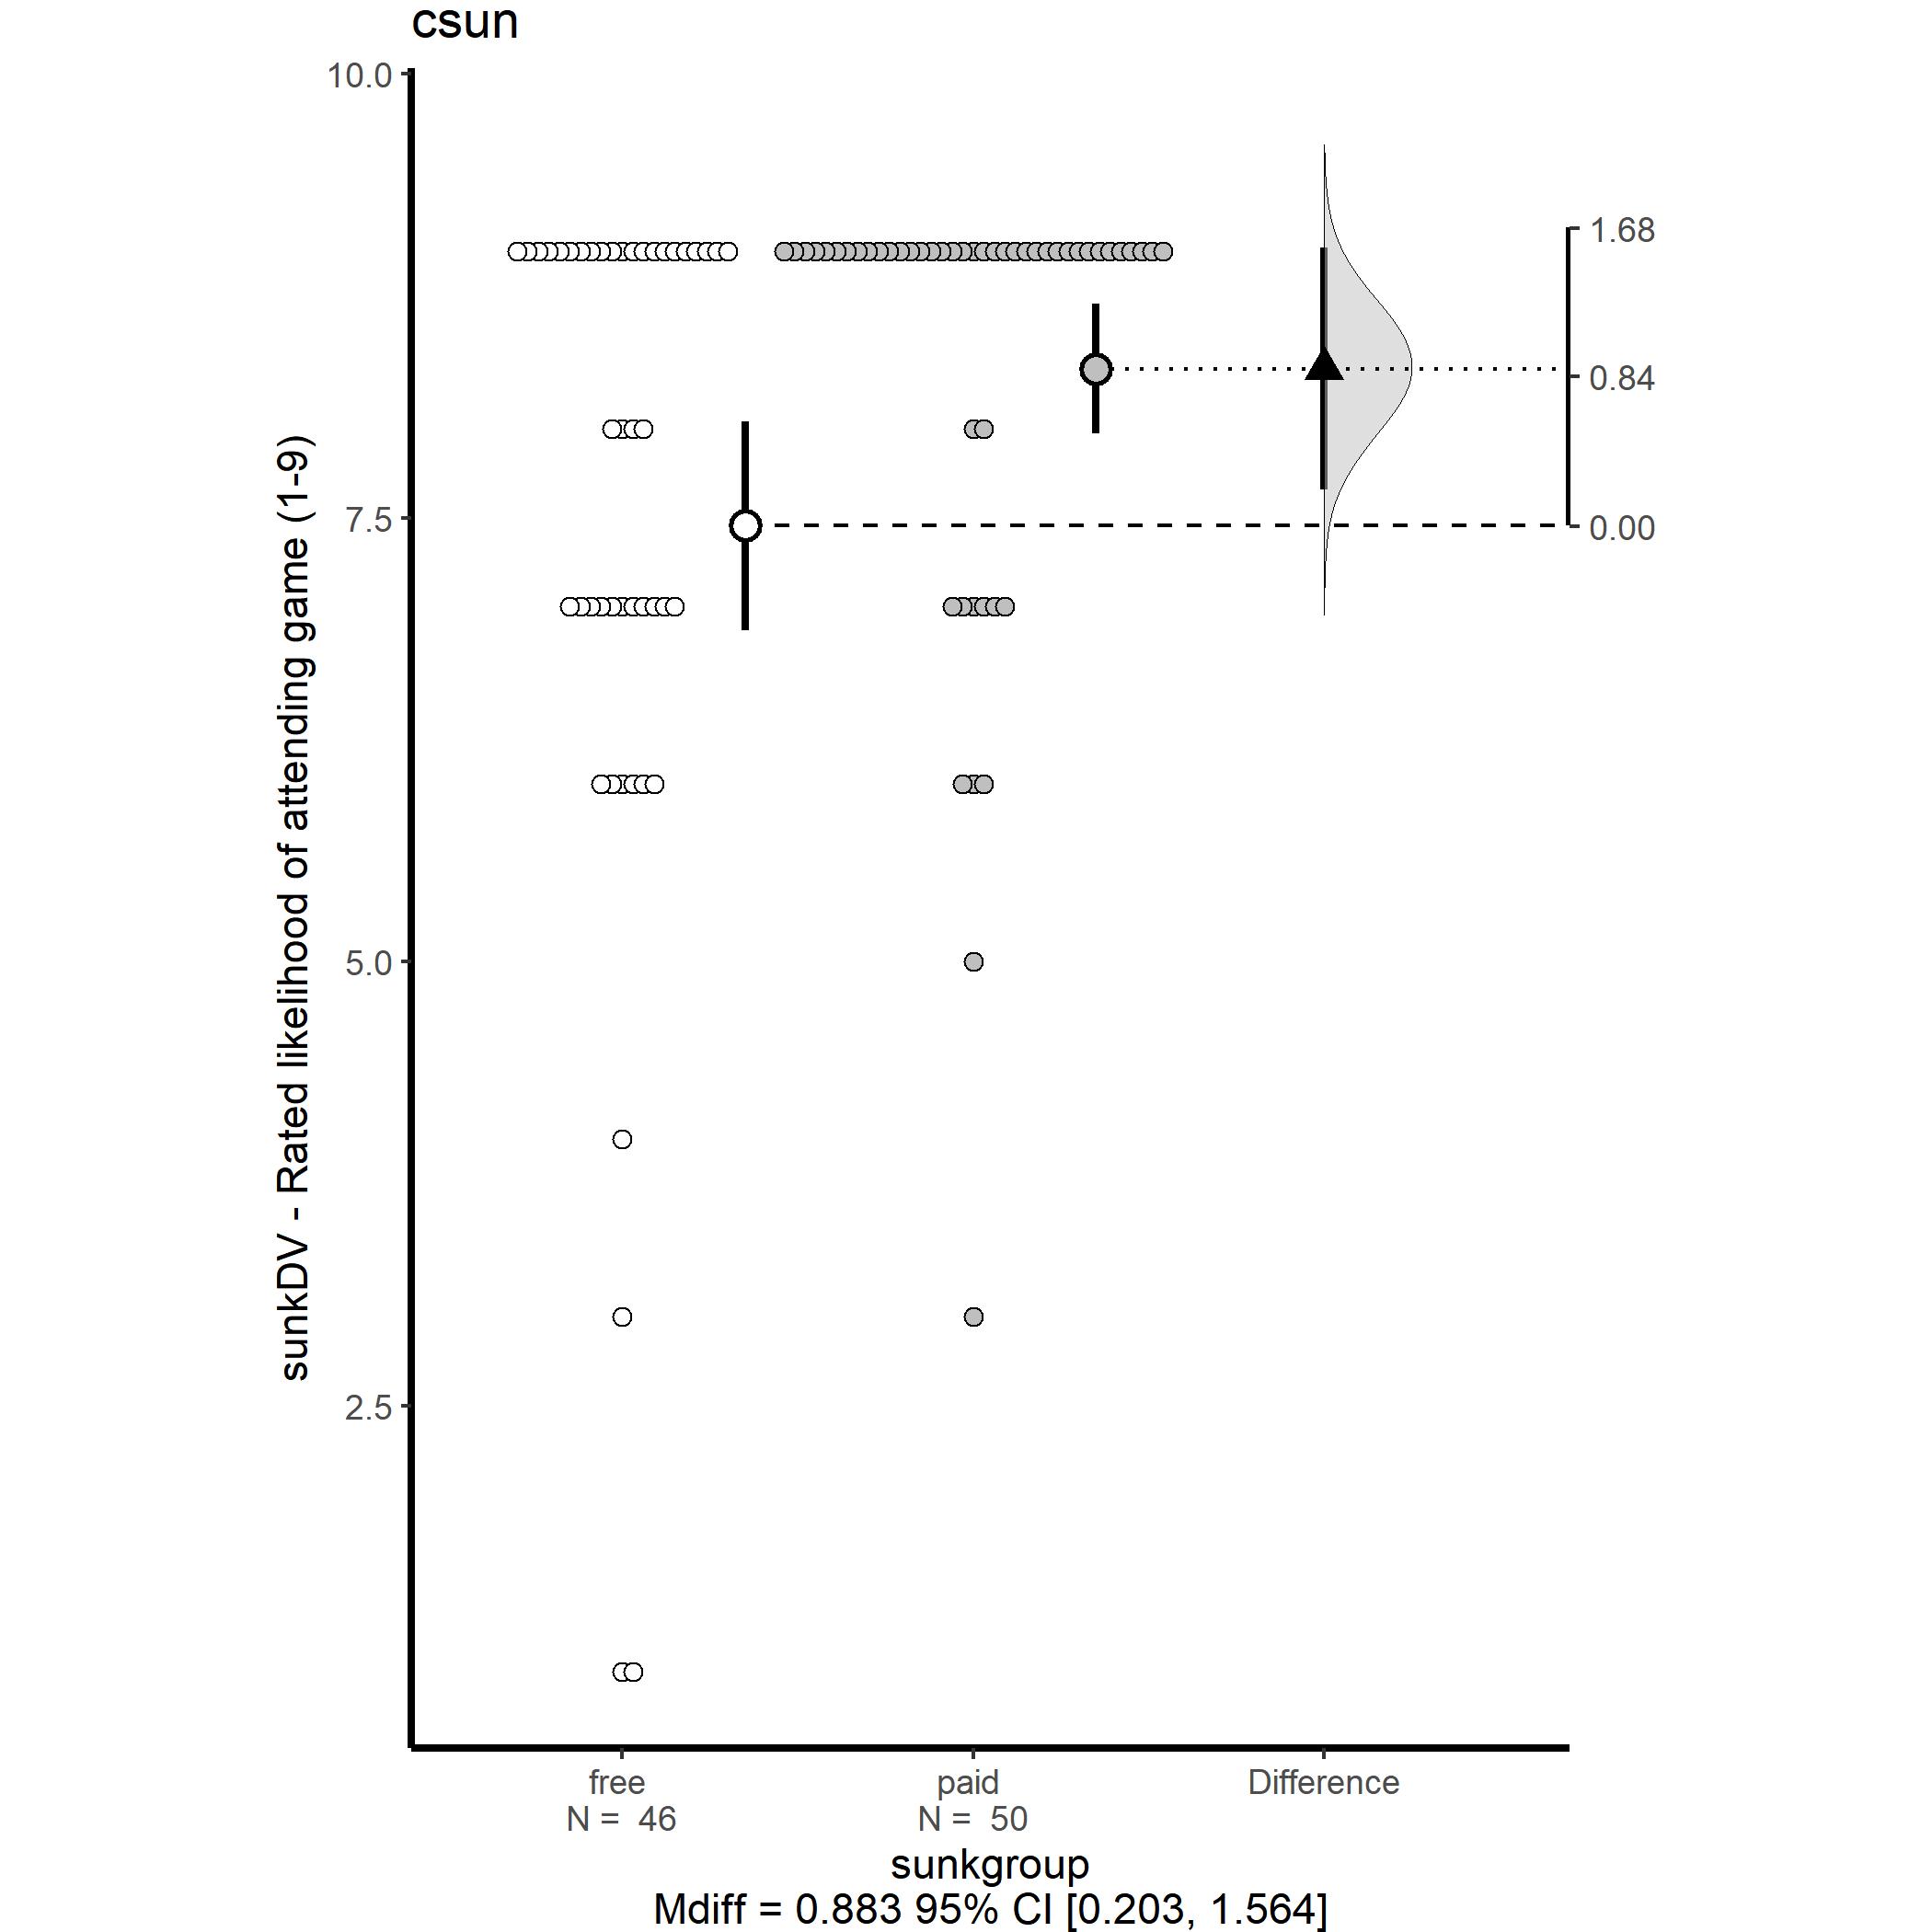 csun
10.0
7.5
5.0
2.5
sunkDV - Rated likelihood of attending game (1-9)
1.68
0.84
0.00
free
N =  46
paid
N =  50
Difference
sunkgroup
Mdiff = 0.883 95% CI [0.203, 1.564]